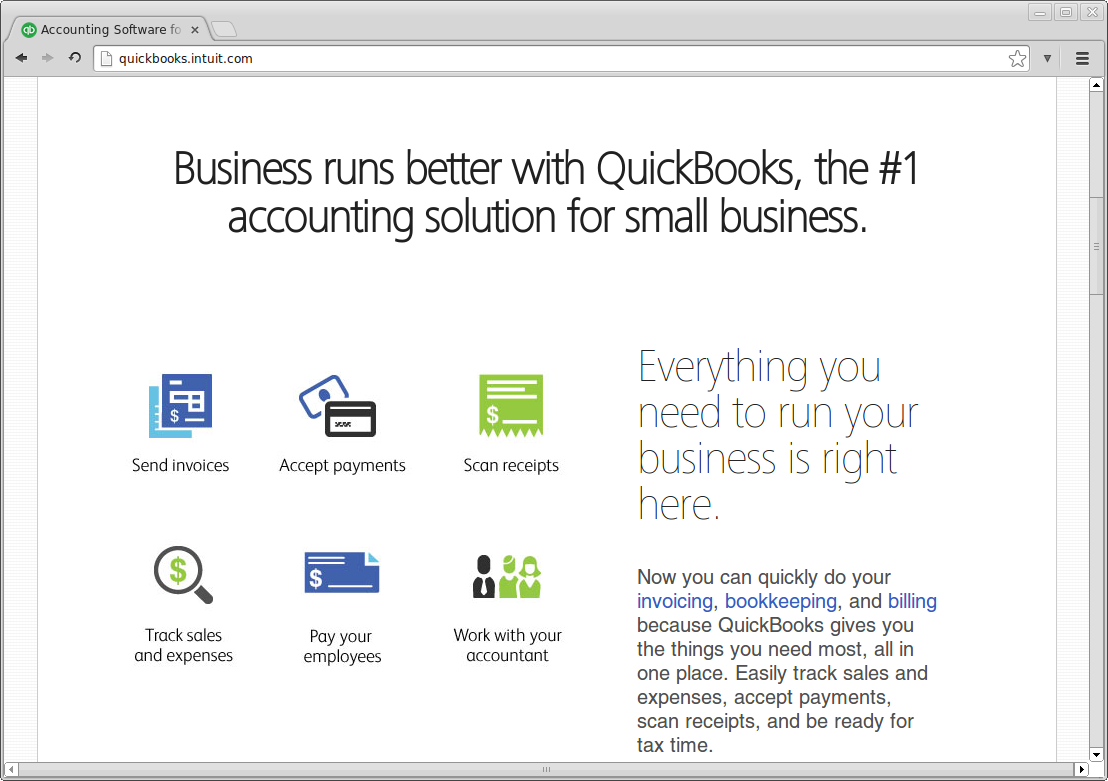 Accounting Software fo
quickbooks.intuit.com
Business runs better with QuickBooks, the #1
accounting solution for small business.
Send invoices
Accept payments
Scan receipts
Track sales
and expenses
Pay your
employees
Work with your
accountant
Everything you
need to run your
business is right
here.
Now you can quickly do your
invoicing, bookkeeping, and billing
because QuickBooks gives you
the things you need most, all in
one place. Easily track sales and
expenses, accept payments,
scan receipts, and be ready for
tax time.